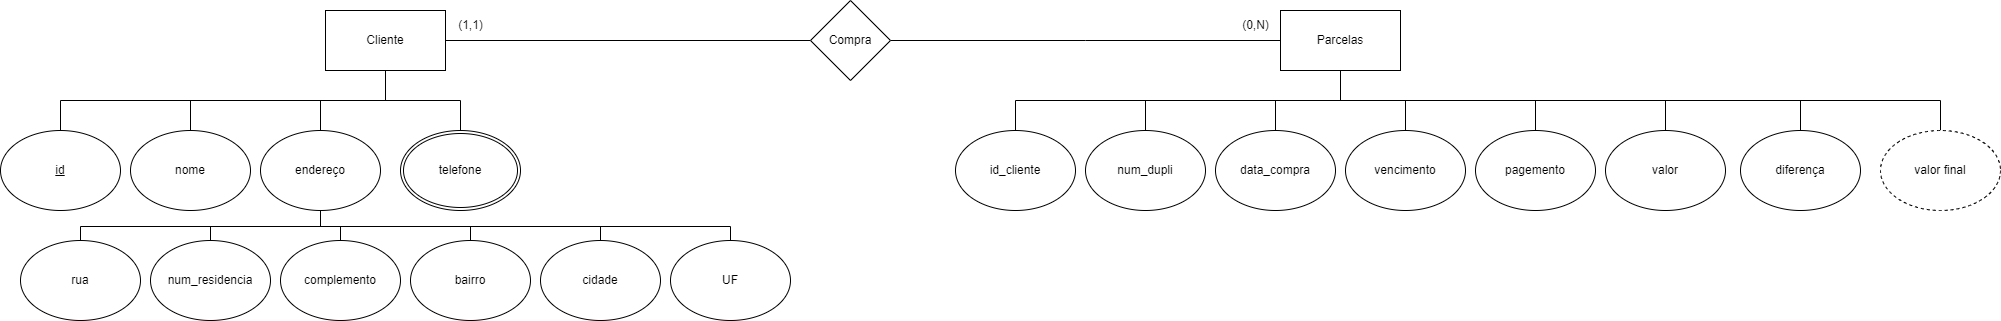 Cliente
(1,1)
Compra
(0,N)
Parcelas
id
nome
endereço
telefone
id_cliente
num_dupli
data_compra
vencimento
pagemento
valor
diferença
valor final
rua
num_residencia
complemento
bairro
cidade
UF